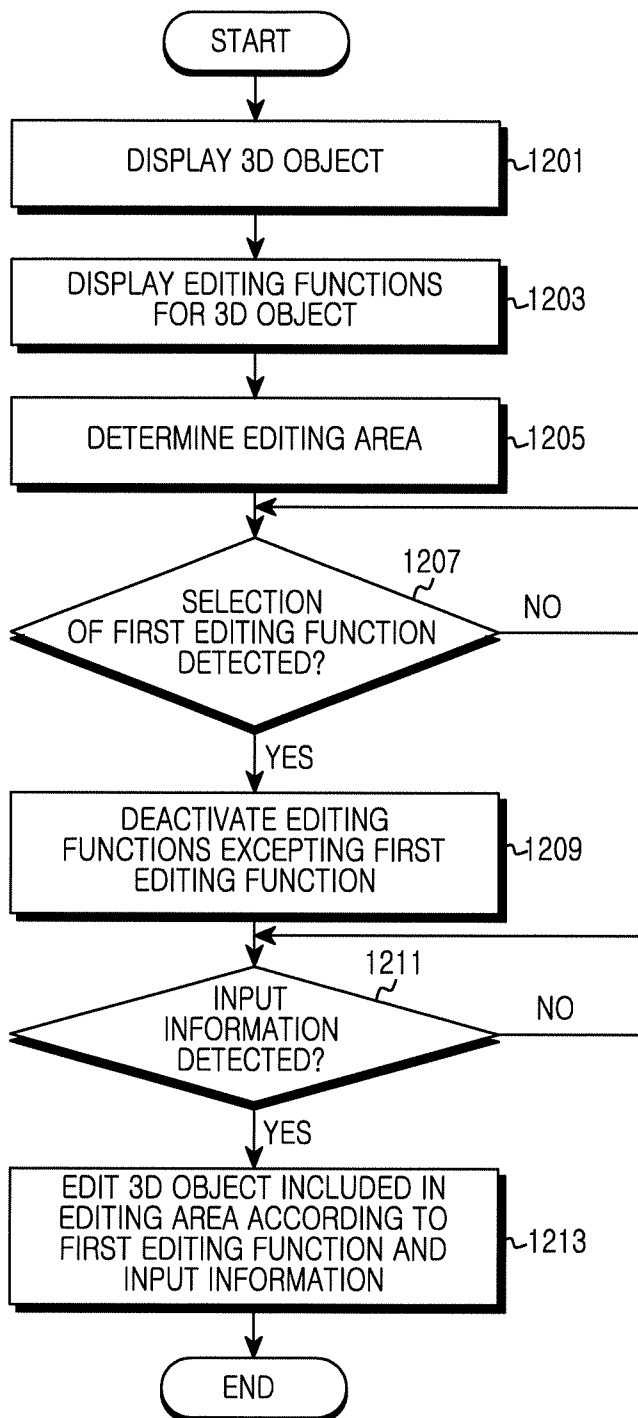 START
DISPLAY 3D OBJECT
1201
DISPLAY EDITING FUNCTIONS
FOR 3D OBJECT
1203
DETERMINE EDITING AREA
1205
1207
SELECTION
OF FIRST EDITING FUNCTION
DETECTED?
NO
YES
DEACTIVATE EDITING
FUNCTIONS EXCEPTING FIRST
EDITING FUNCTION
1209
1211
INPUT
INFORMATION
DETECTED?
NO
YES
EDIT 3D OBJECT INCLUDED IN
EDITING AREA ACCORDING TO
FIRST EDITING FUNCTION AND
INPUT INFORMATION
1213
END